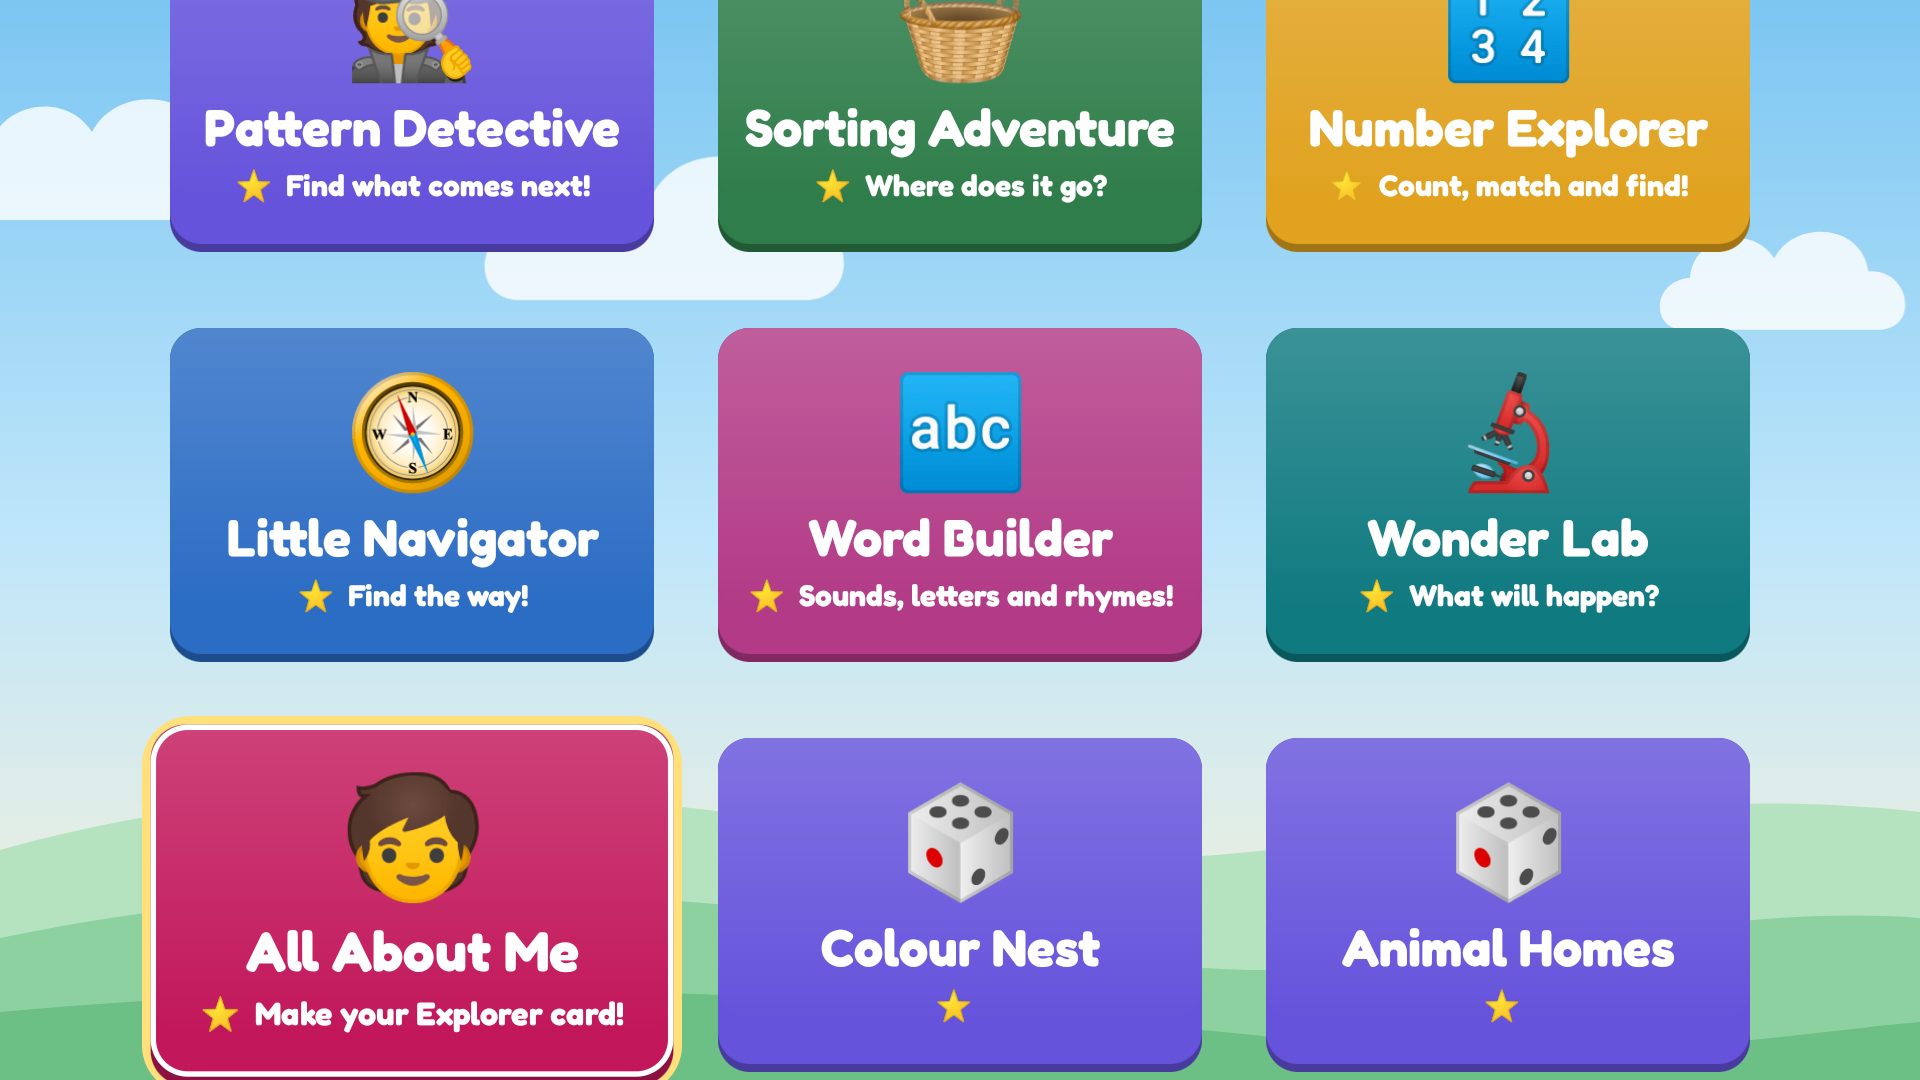 1 2
3 4
Pattern Detective
Sorting Adventure
Number Explorer
Find what comes next!
Where does it go?
Count, match and find!
N
W E
S
abc
Little Navigator
Word Builder
Wonder Lab
Find the way!
Sounds, letters and rhymes!
What will happen?
All About Me
Colour Nest
Animal Homes
Make your Explorer card!